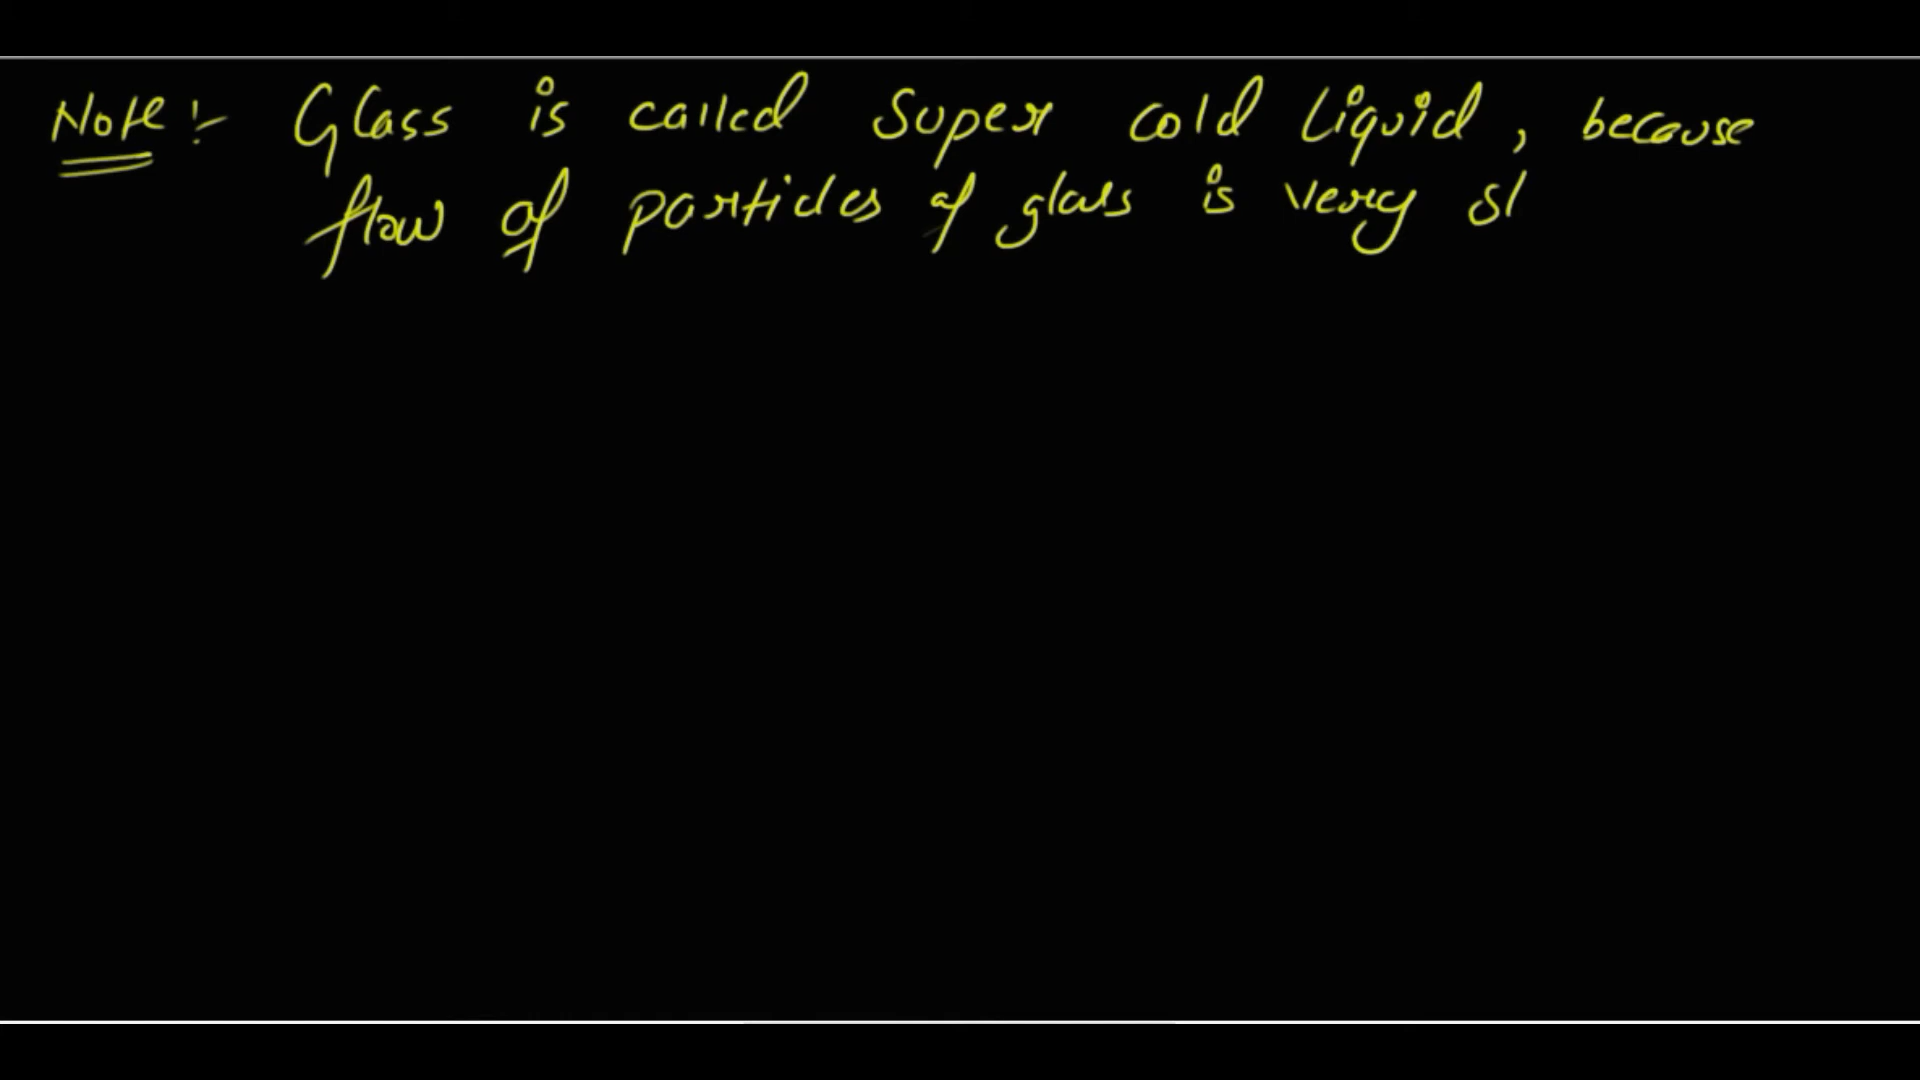 Note :- Glass is called Super cold Liquid, because
flow of particles of glass is very sl